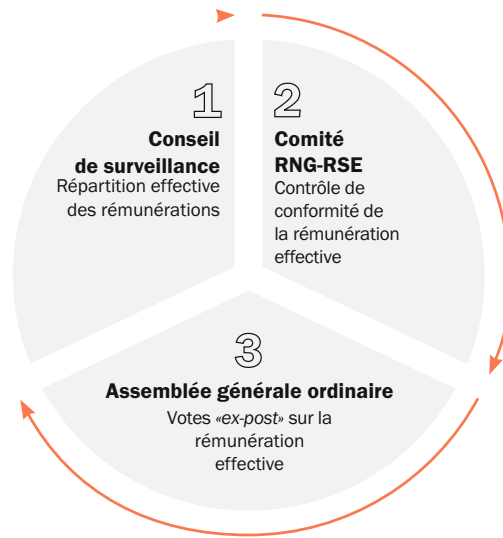 1
Conseil
de surveillance
Répartition effective
des rémunérations
2
Comité
RNG-RSE
Contrôle de
conformité de
la rémunération
effective
3
Assemblée générale ordinaire
Votes «ex-post» sur la
rémunération
effective